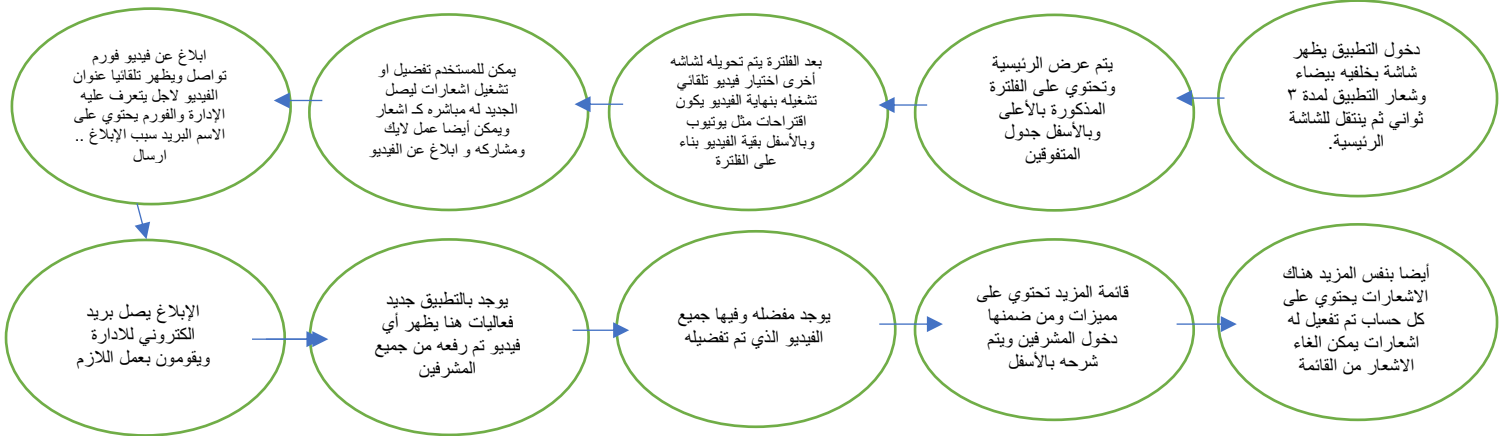 دخول التطبيق يظهر
شاشة بخلفيه بيضاء
وشعار التطبيق لمدة ٣
ثواني ثم ينتقل للشاشة
الرئيسية.
يتم عرض الرئيسية
وتحتوي على الفلترة
المذكورة بالأعلى
وبالأسفل جدول
المتفوقين
بعد الفلترة يتم تحويله لشاشه
أخرى اختيار فيديو تلقائي
تشغيله بنهاية الفيديو يكون
اقتراحات مثل يوتيوب
وبالأسفل بقية الفيديو بناء
على الفلترة
يمكن للمستخدم تفضيل او
تشغيل اشعارات ليصل
الجديد له مباشره كـ اشعار
ويمكن أيضا عمل لايك
ومشاركه و ابلاغ عن الفيديو
ابلاغ عن فيديو فورم
تواصل ويظهر تلقائيا عنوان
الفيديو لاجل يتعرف عليه
الإدارة والفورم يحتوي على
الاسم البريد سبب الإبلاغ ..
ارسال
الإبلاغ يصل بريد
الكتروني للادارة
ويقومون بعمل اللازم
يوجد بالتطبيق جديد
فعاليات هنا يظهر أي
فيديو تم رفعه من جميع
المشرفين
يوجد مفضله وفيها جميع
الفيديو الذي تم تفضيله
قائمة المزيد تحتوي على
مميزات ومن ضمنها
دخول المشرفين ويتم
شرحه بالأسفل
أيضا بنفس المزيد هناك
الاشعارات يحتوي على
كل حساب تم تفعيل له
اشعارات يمكن الغاء
الاشعار من القائمة